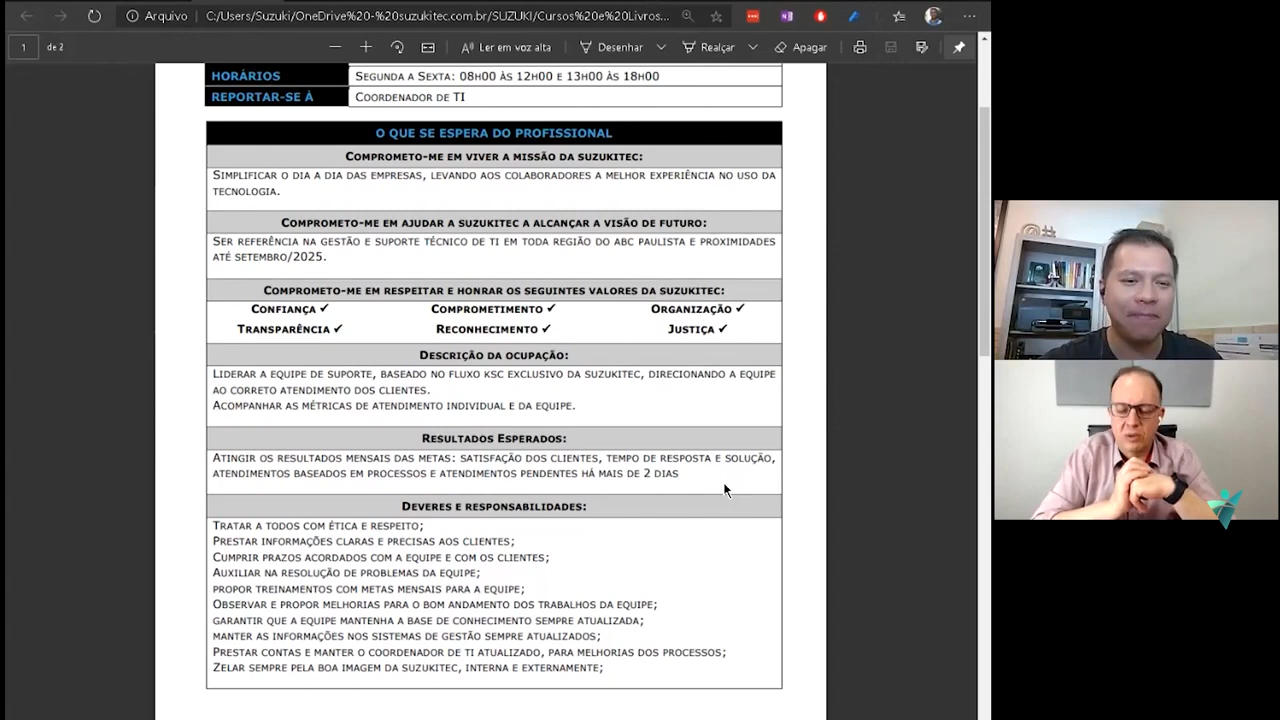 Arquivo
C:/Users/Suzuki/OneDrive%20-%20suzukitec.com.br/SUZUKI/Cursos%20e%20Livros...
1 de 2
Ler em voz alta
Desenhar
Realçar
Apagar
HORÁRIOS
SEGUNDA A SEXTA: 08H00 ÀS 12H00 E 13H00 ÀS 18H00
REPORTAR-SE À
COORDENADOR DE TI
O QUE SE ESPERA DO PROFISSIONAL
COMPROMETO-ME EM VIVER A MISSÃO DA SUZUKITEC:
SIMPLIFICAR O DIA A DIA DAS EMPRESAS, LEVANDO AOS COLABORADORES A MELHOR EXPERIÊNCIA NO USO DA
TECNOLOGIA.
COMPROMETO-ME EM AJUDAR A SUZUKITEC A ALCANÇAR A VISÃO DE FUTURO:
SER REFERÊNCIA NA GESTÃO E SUPORTE TÉCNICO DE TI EM TODA REGIÃO DO ABC PAULISTA E PROXIMIDADES
ATÉ SETEMBRO/2025.
COMPROMETO-ME EM RESPEITAR E HONRAR OS SEGUINTES VALORES DA SUZUKITEC:
CONFIANÇA ✓ COMPROMETIMENTO ✓ ORGANIZAÇÃO ✓
TRANSPARÊNCIA ✓ RECONHECIMENTO ✓ JUSTIÇA ✓
DESCRIÇÃO DA OCUPAÇÃO:
LIDERAR A EQUIPE DE SUPORTE, BASEADO NO FLUXO KSC EXCLUSIVO DA SUZUKITEC, DIRECIONANDO A EQUIPE
AO CORRETO ATENDIMENTO DOS CLIENTES.
ACOMPANHAR AS MÉTRICAS DE ATENDIMENTO INDIVIDUAL E DA EQUIPE.
RESULTADOS ESPERADOS:
ATINGIR OS RESULTADOS MENSAIS DAS METAS: SATISFAÇÃO DOS CLIENTES, TEMPO DE RESPOSTA E SOLUÇÃO,
ATENDIMENTOS BASEADOS EM PROCESSOS E ATENDIMENTOS PENDENTES HÁ MAIS DE 2 DIAS
DEVERES E RESPONSABILIDADES:
TRATAR A TODOS COM ÉTICA E RESPEITO;
PRESTAR INFORMAÇÕES CLARAS E PRECISAS AOS CLIENTES;
CUMPRIR PRAZOS ACORDADOS COM A EQUIPE E COM OS CLIENTES;
AUXILIAR NA RESOLUÇÃO DE PROBLEMAS DA EQUIPE;
PROPOR TREINAMENTOS COM METAS MENSAIS PARA A EQUIPE;
OBSERVAR E PROPOR MELHORIAS PARA O BOM ANDAMENTO DOS TRABALHOS DA EQUIPE;
GARANTIR QUE A EQUIPE MANTENHA A BASE DE CONHECIMENTO SEMPRE ATUALIZADA;
MANTER AS INFORMAÇÕES NOS SISTEMAS DE GESTÃO SEMPRE ATUALIZADOS;
PRESTAR CONTAS E MANTER O COORDENADOR DE TI ATUALIZADO, PARA MELHORIAS DOS PROCESSOS;
ZELAR SEMPRE PELA BOA IMAGEM DA SUZUKITEC, INTERNA E EXTERNAMENTE;
@#